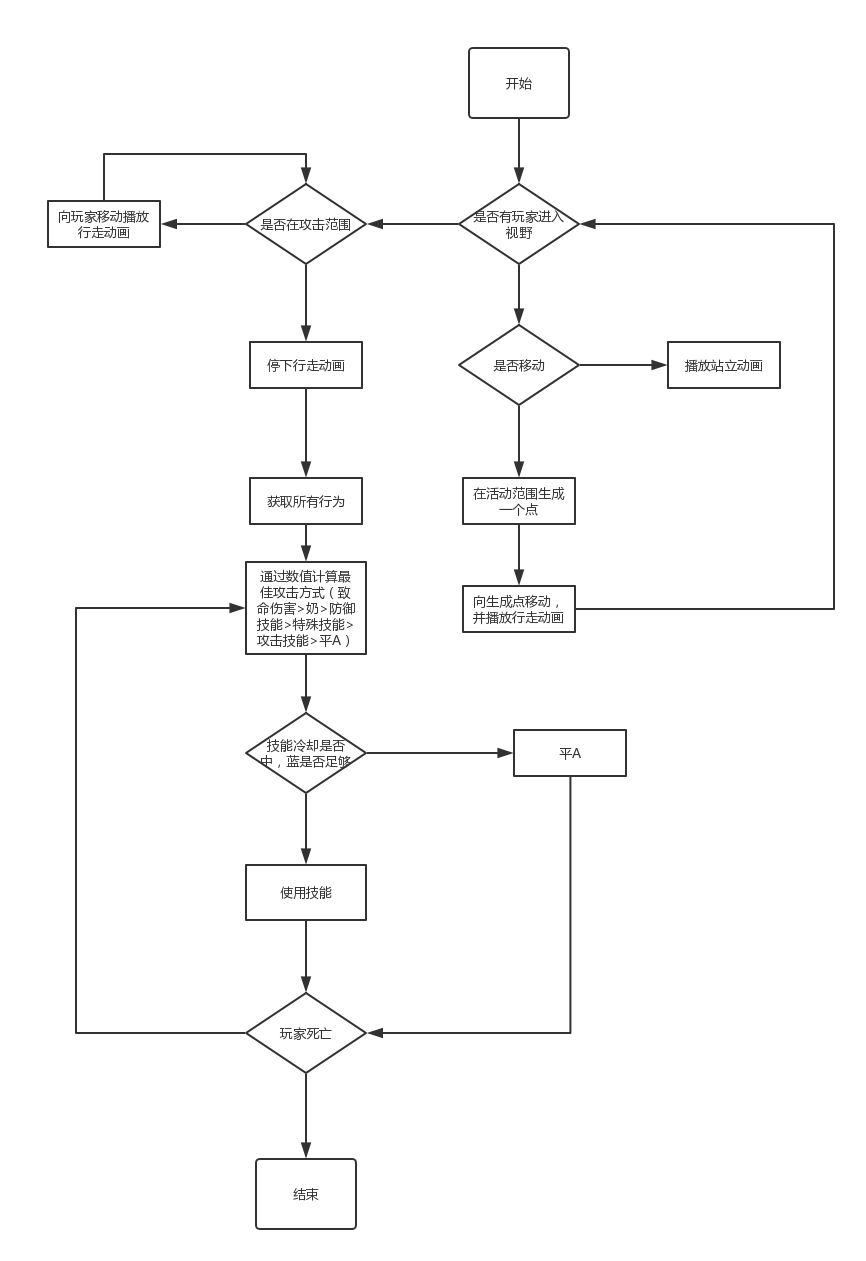 开始
是否有玩家进入
视野
是否在攻击范围
向玩家移动播放
行走动画
停下行走动画
是否移动
播放站立动画
获取所有行为
在活动范围生成
一个点
通过数值计算最
佳攻击方式（致
命伤害>奶>防御
技能>特殊技能>
攻击技能>平A）
向生成点移动，
并播放行走动画
技能冷却是否
中，蓝是否足够
平A
使用技能
玩家死亡
结束